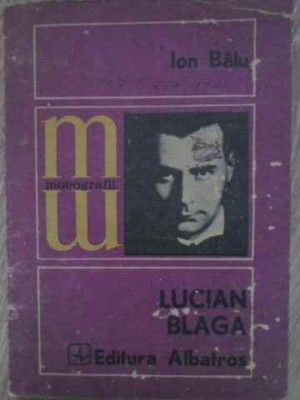 Ion Bălu
m
monografii
m
LUCIAN
BLAGA
Editura Albatros